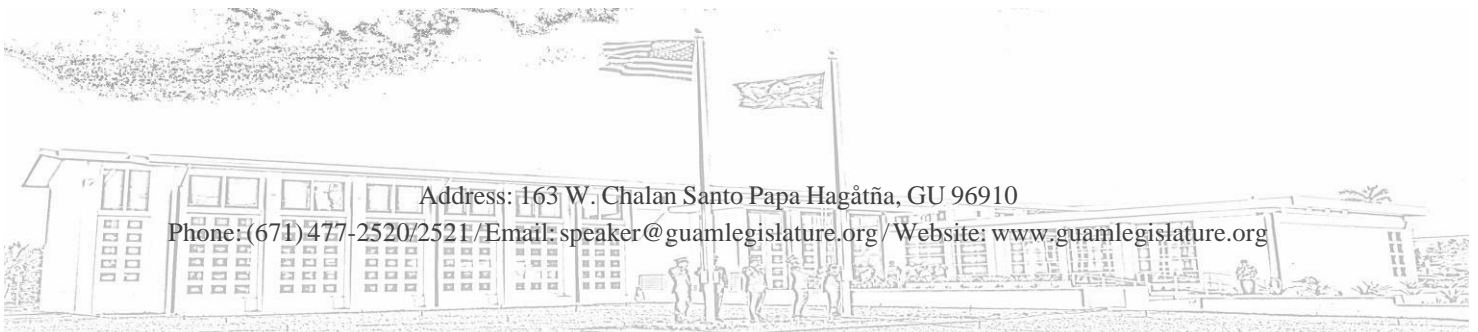 Address: 163 W. Chalan Santo Papa Hagåtña, GU 96910
Phone: (671) 477-2520/2521 / Email: speaker@guamlegislature.org / Website: www.guamlegislature.org